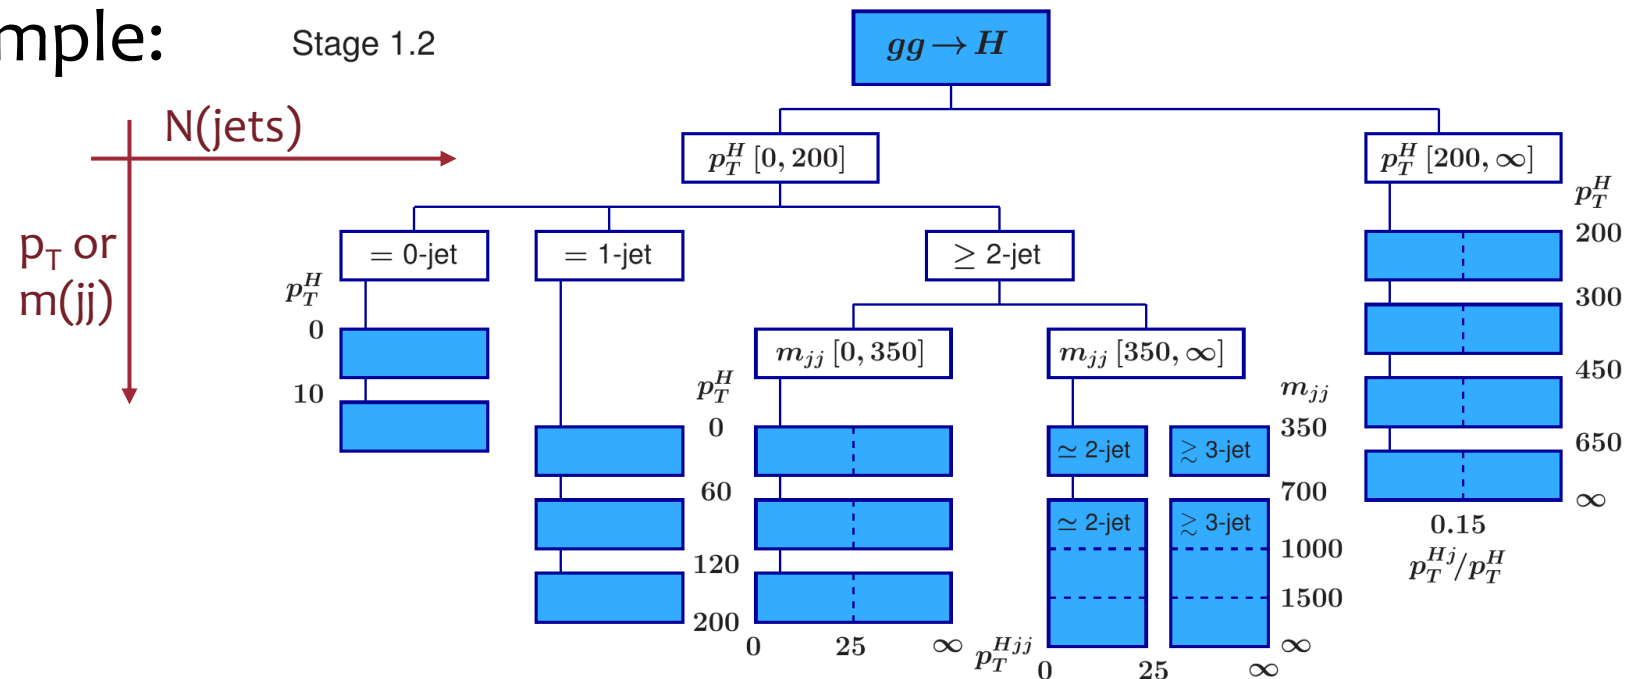 mple:
Stage 1.2
gg → H
N(jets)
p_T^H [0, 200]
p_T^H [200, ∞]
p_T or
m(jj)
= 0-jet
= 1-jet
≥ 2-jet
p_T^H
0
10
m_jj [0, 350]
m_jj [350, ∞]
p_T^H
0
60
120
200
0
25
∞
≃ 2-jet
≳ 3-jet
≃ 2-jet
≳ 3-jet
m_jj
350
700
1000
1500
∞
p_T^Hjj
0
25
∞
p_T^H
200
300
450
650
∞
0.15
p_T^Hj/p_T^H